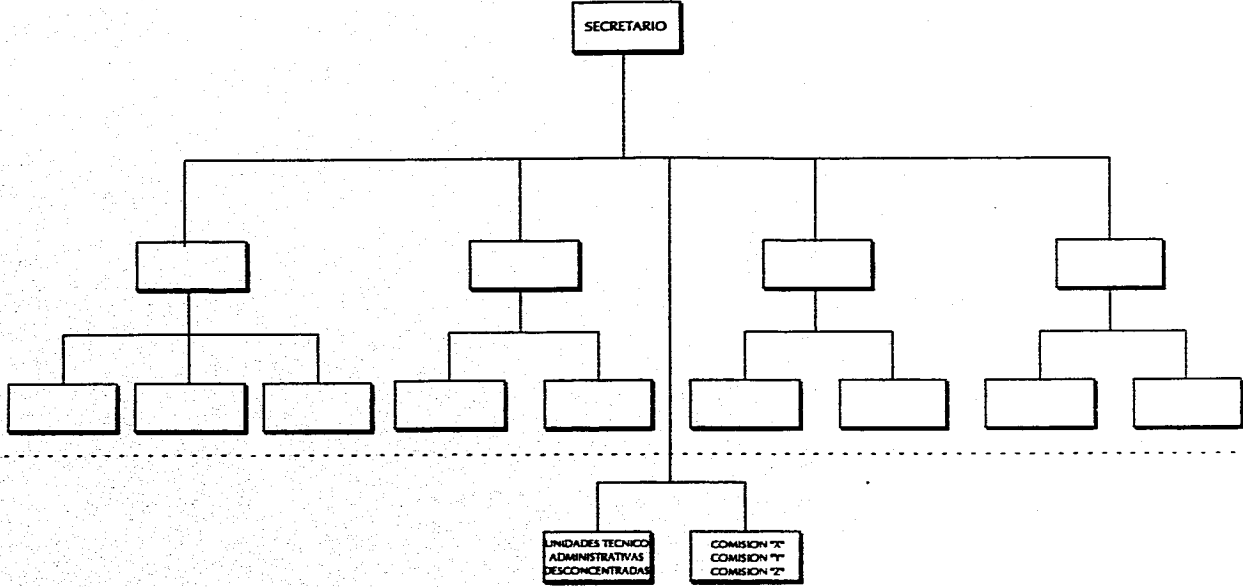 SECRETARIO
UNIDADES TECNICO
ADMINISTRATIVAS
DESCONCENTRADAS
COMISION "X"
COMISION "Y"
COMISION "Z"